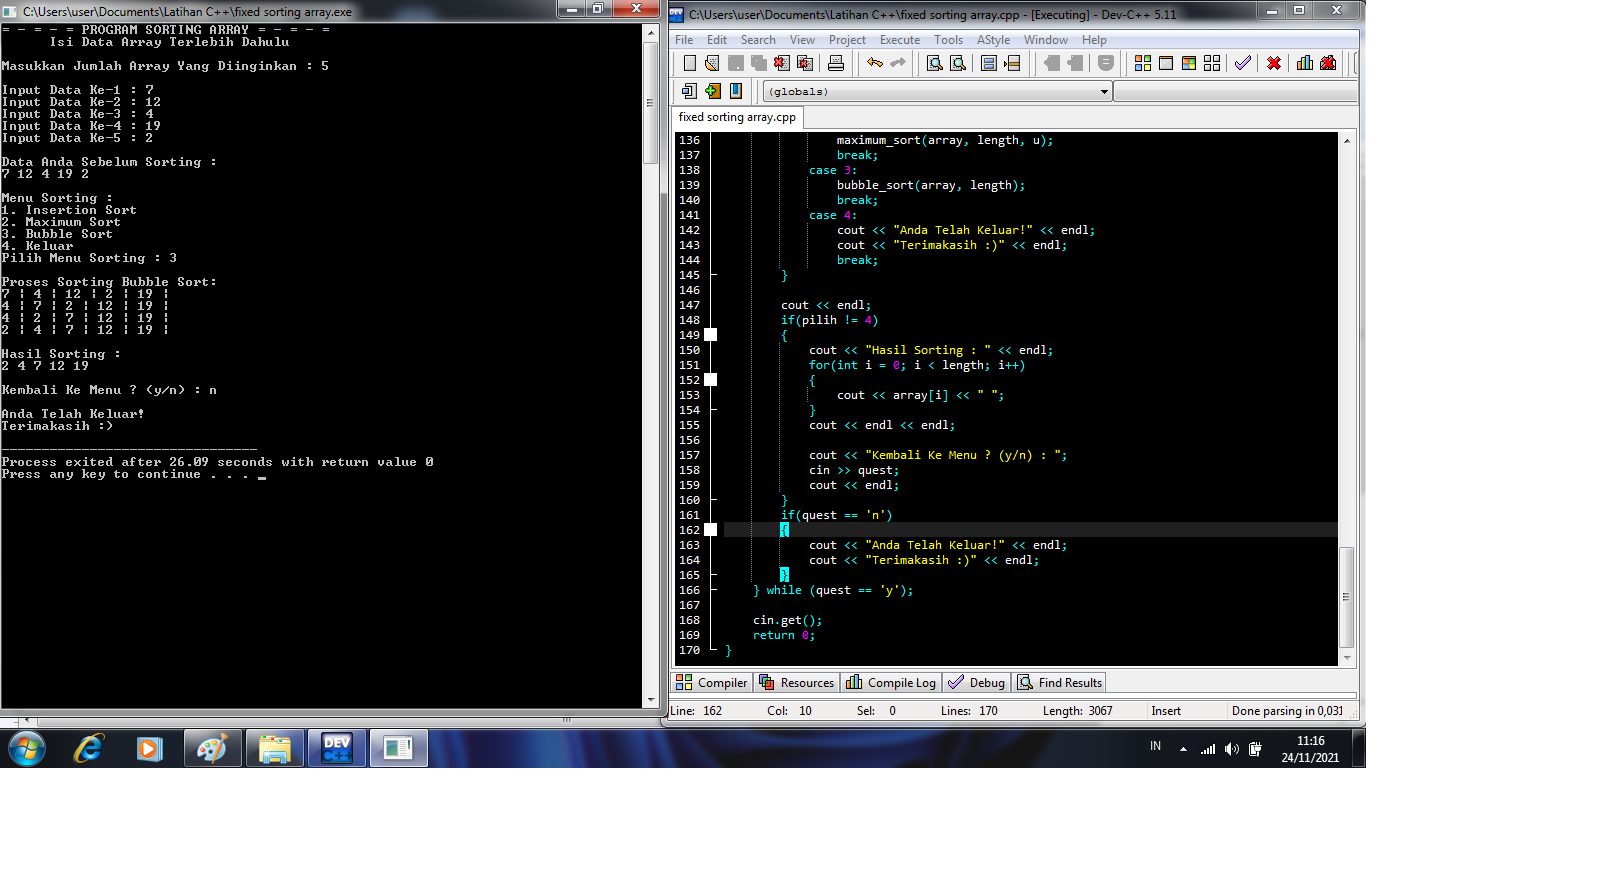 C:\Users\user\Documents\Latihan C++\fixed sorting array.exe
= - = - = PROGRAM SORTING ARRAY = - = - =
Isi Data Array Terlebih Dahulu
Masukkan Jumlah Array Yang Diinginkan : 5
Input Data Ke-1 : 7
Input Data Ke-2 : 12
Input Data Ke-3 : 4
Input Data Ke-4 : 19
Input Data Ke-5 : 2
Data Anda Sebelum Sorting :
7 12 4 19 2
Menu Sorting :
1. Insertion Sort
2. Maximum Sort
3. Bubble Sort
4. Keluar
Pilih Menu Sorting : 3
Proses Sorting Bubble Sort:
7 | 4 | 12 | 2 | 19 |
4 | 7 | 2 | 12 | 19 |
4 | 2 | 7 | 12 | 19 |
2 | 4 | 7 | 12 | 19 |
Hasil Sorting :
2 4 7 12 19
Kembali Ke Menu ? (y/n) : n
Anda Telah Keluar!
Terimakasih :)
--------------------------------
Process exited after 26.09 seconds with return value 0
Press any key to continue . . . _
C:\Users\user\Documents\Latihan C++\fixed sorting array.cpp - [Executing] - Dev-C++ 5.11
File Edit Search View Project Execute Tools AStyle Window Help
(globals)
fixed sorting array.cpp
136 maximum_sort(array, length, u);
137 break;
138 case 3:
139 bubble_sort(array, length);
140 break;
141 case 4:
142 cout << "Anda Telah Keluar!" << endl;
143 cout << "Terimakasih :)" << endl;
144 break;
145 }
146
147 cout << endl;
148 if(pilih != 4)
149 {
150 cout << "Hasil Sorting : " << endl;
151 for(int i = 0; i < length; i++)
152 {
153 cout << array[i] << " ";
154 }
155 cout << endl << endl;
156
157 cout << "Kembali Ke Menu ? (y/n) : ";
158 cin >> quest;
159 cout << endl;
160 }
161 if(quest == 'n')
162 {
163 cout << "Anda Telah Keluar!" << endl;
164 cout << "Terimakasih :)" << endl;
165 }
166 } while (quest == 'y');
167
168 cin.get();
169 return 0;
170 }
Compiler Resources Compile Log Debug Find Results
Line: 162 Col: 10 Sel: 0 Lines: 170 Length: 3067 Insert Done parsing in 0,031
DEV C++
IN
11:16
24/11/2021